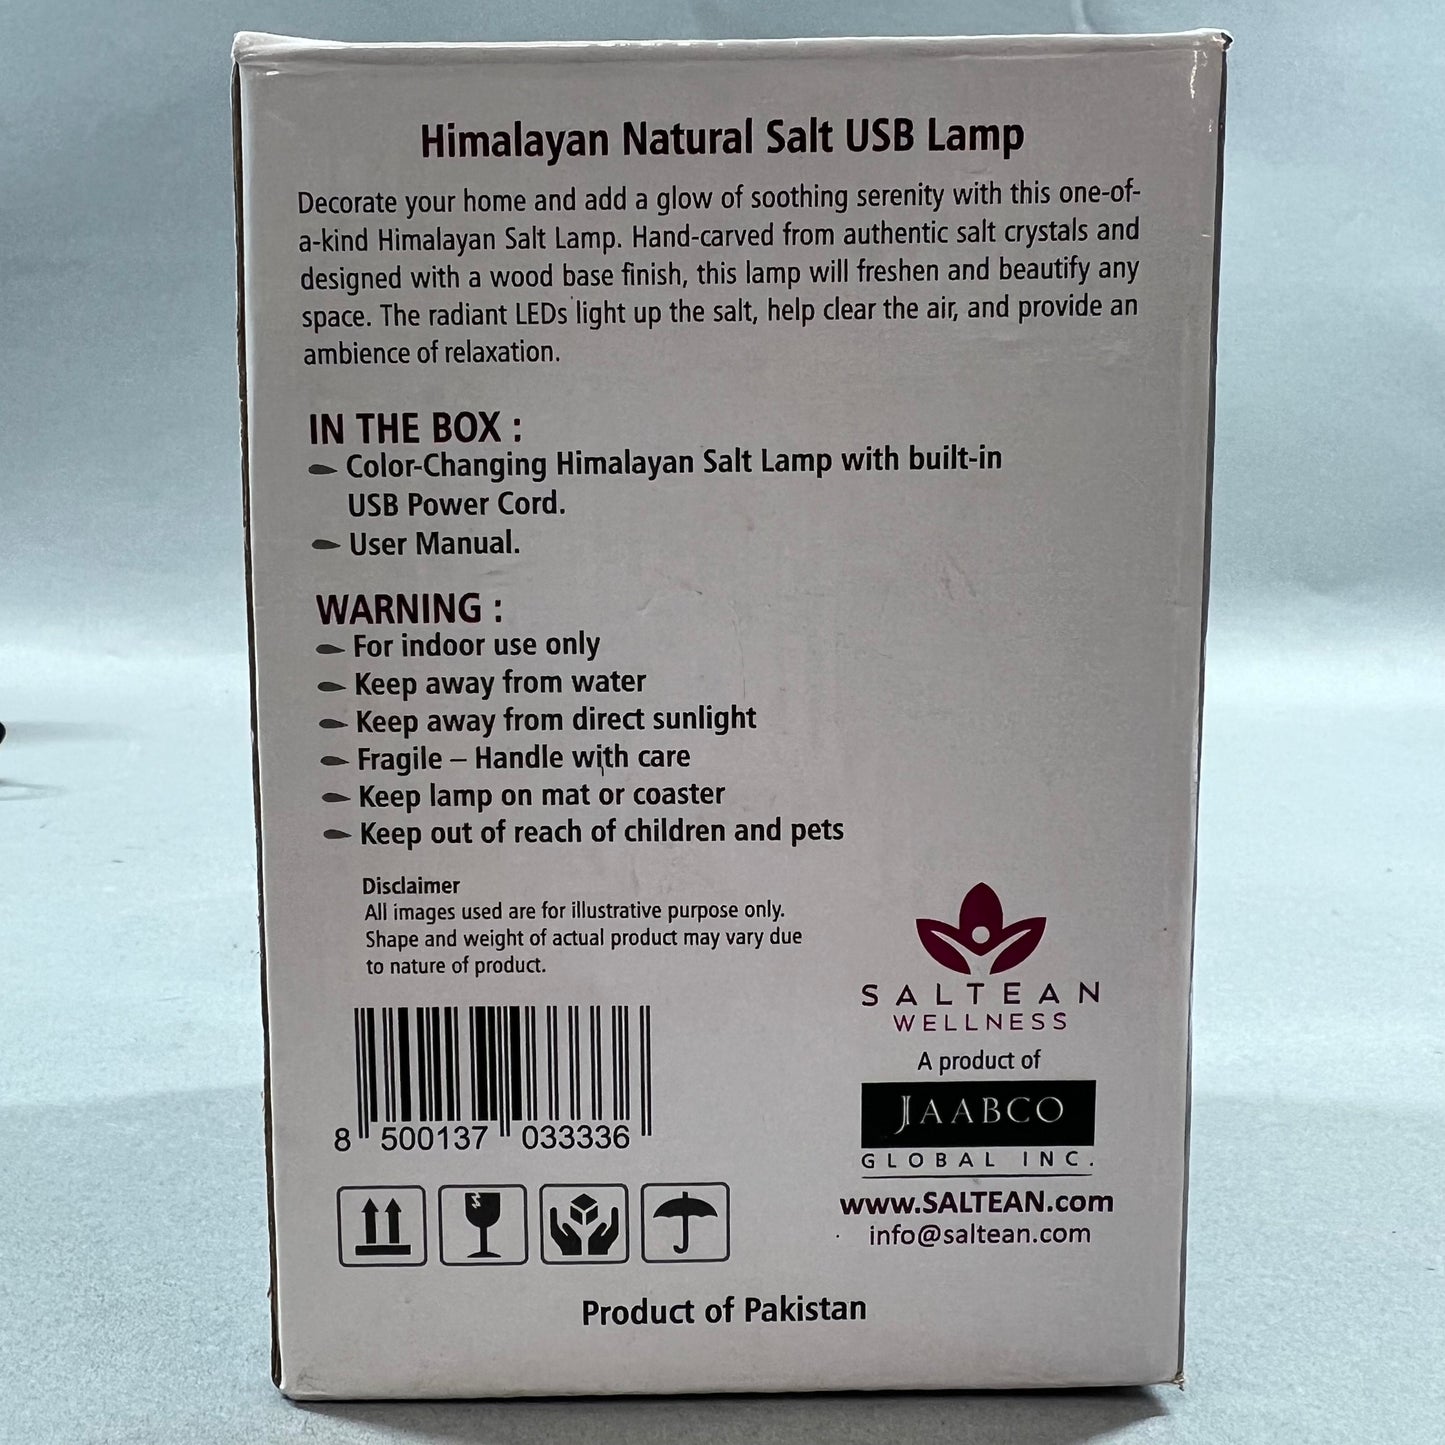 Himalayan Natural Salt USB Lamp
Decorate your home and add a glow of soothing serenity with this one-of-
a-kind Himalayan Salt Lamp. Hand-carved from authentic salt crystals and
designed with a wood base finish, this lamp will freshen and beautify any
space. The radiant LEDs light up the salt, help clear the air, and provide an
ambience of relaxation.
IN THE BOX :
Color-Changing Himalayan Salt Lamp with built-in
USB Power Cord.
User Manual.
WARNING :
For indoor use only
Keep away from water
Keep away from direct sunlight
Fragile – Handle with care
Keep lamp on mat or coaster
Keep out of reach of children and pets
Disclaimer
All images used are for illustrative purpose only.
Shape and weight of actual product may vary due
to nature of product.
8 500137 033336
SALTEAN
WELLNESS
A product of
JAABCO
GLOBAL INC.
www.SALTEAN.com
info@saltean.com
Product of Pakistan